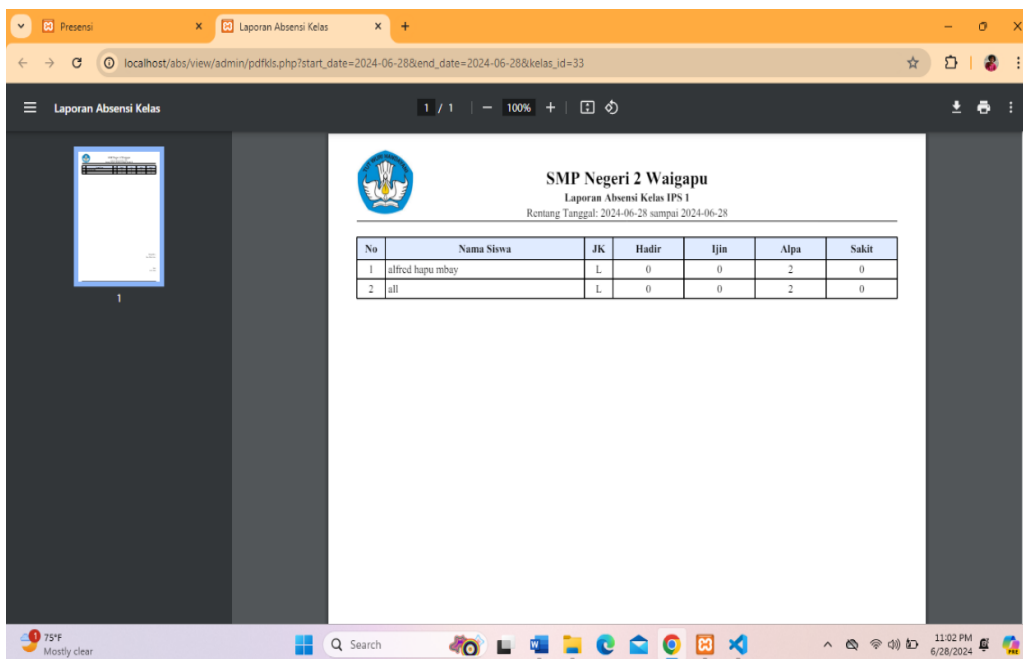 Presensi
Laporan Absensi Kelas
localhost/abs/view/admin/pdfkls.php?start_date=2024-06-28&end_date=2024-06-28&kelas_id=33
Laporan Absensi Kelas
1 / 1
100%
SMP Negeri 2 Waigapu
Laporan Absensi Kelas IPS 1
Rentang Tanggal: 2024-06-28 sampai 2024-06-28
No Nama Siswa JK Hadir Ijin Alpa Sakit
1 alfred hapu mbay L 0 0 2 0
2 all L 0 0 2 0
1
1
75°F
Mostly clear
Search
11:02 PM
6/28/2024
PRE